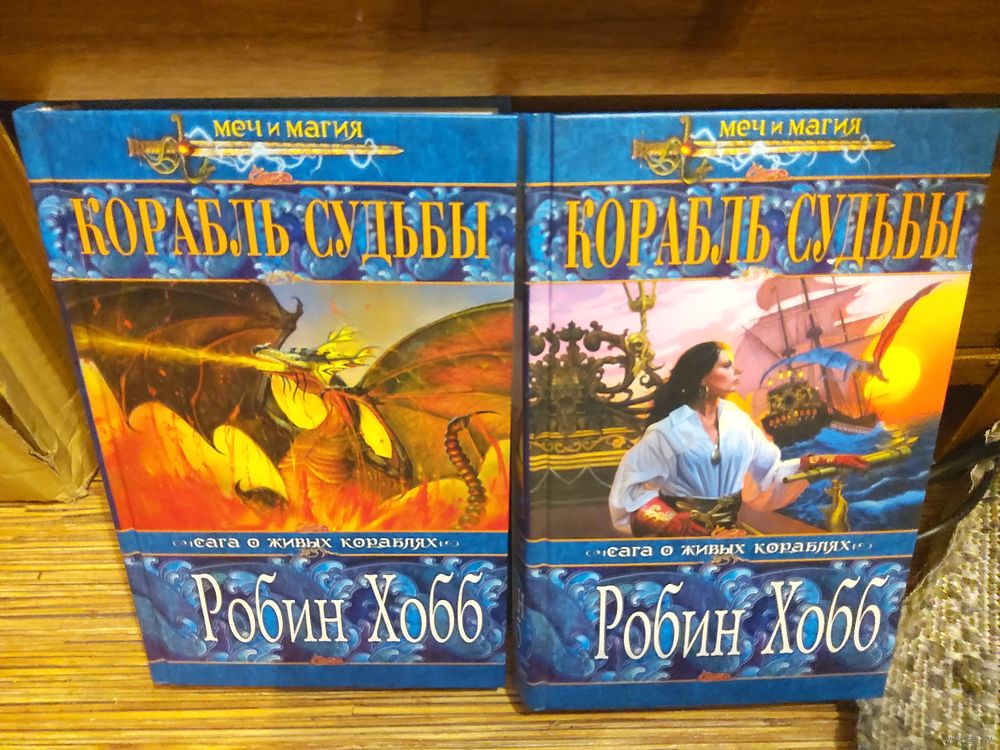 меч и магия
КОРАБЛЬ СУДЬБЫ
сага о живых кораблях
Робин Хобб
меч и магия
КОРАБЛЬ СУДЬБЫ
сага о живых кораблях
Робин Хобб